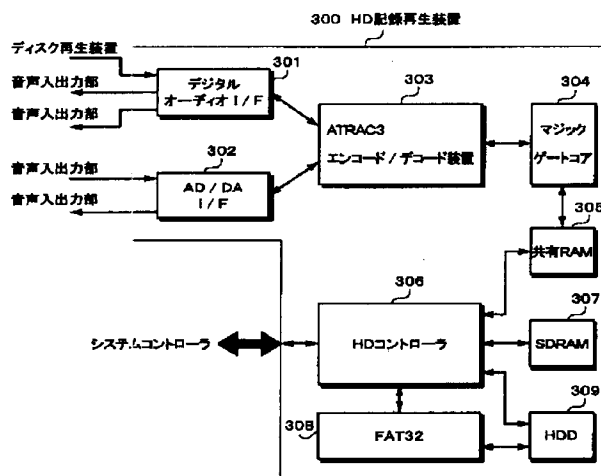 300 HD記録再生装置
ディスク再生装置
音声入出力部
音声入出力部
301
デジタル
オーディオI/F
303
ATRAC3
エンコード/デコード装置
304
マジック
ゲートコア
302
音声入出力部
音声入出力部
AD/DA
I/F
305
共有RAM
306
HDコントローラ
システムコントローラ
307
SDRAM
308
FAT32
309
HDD